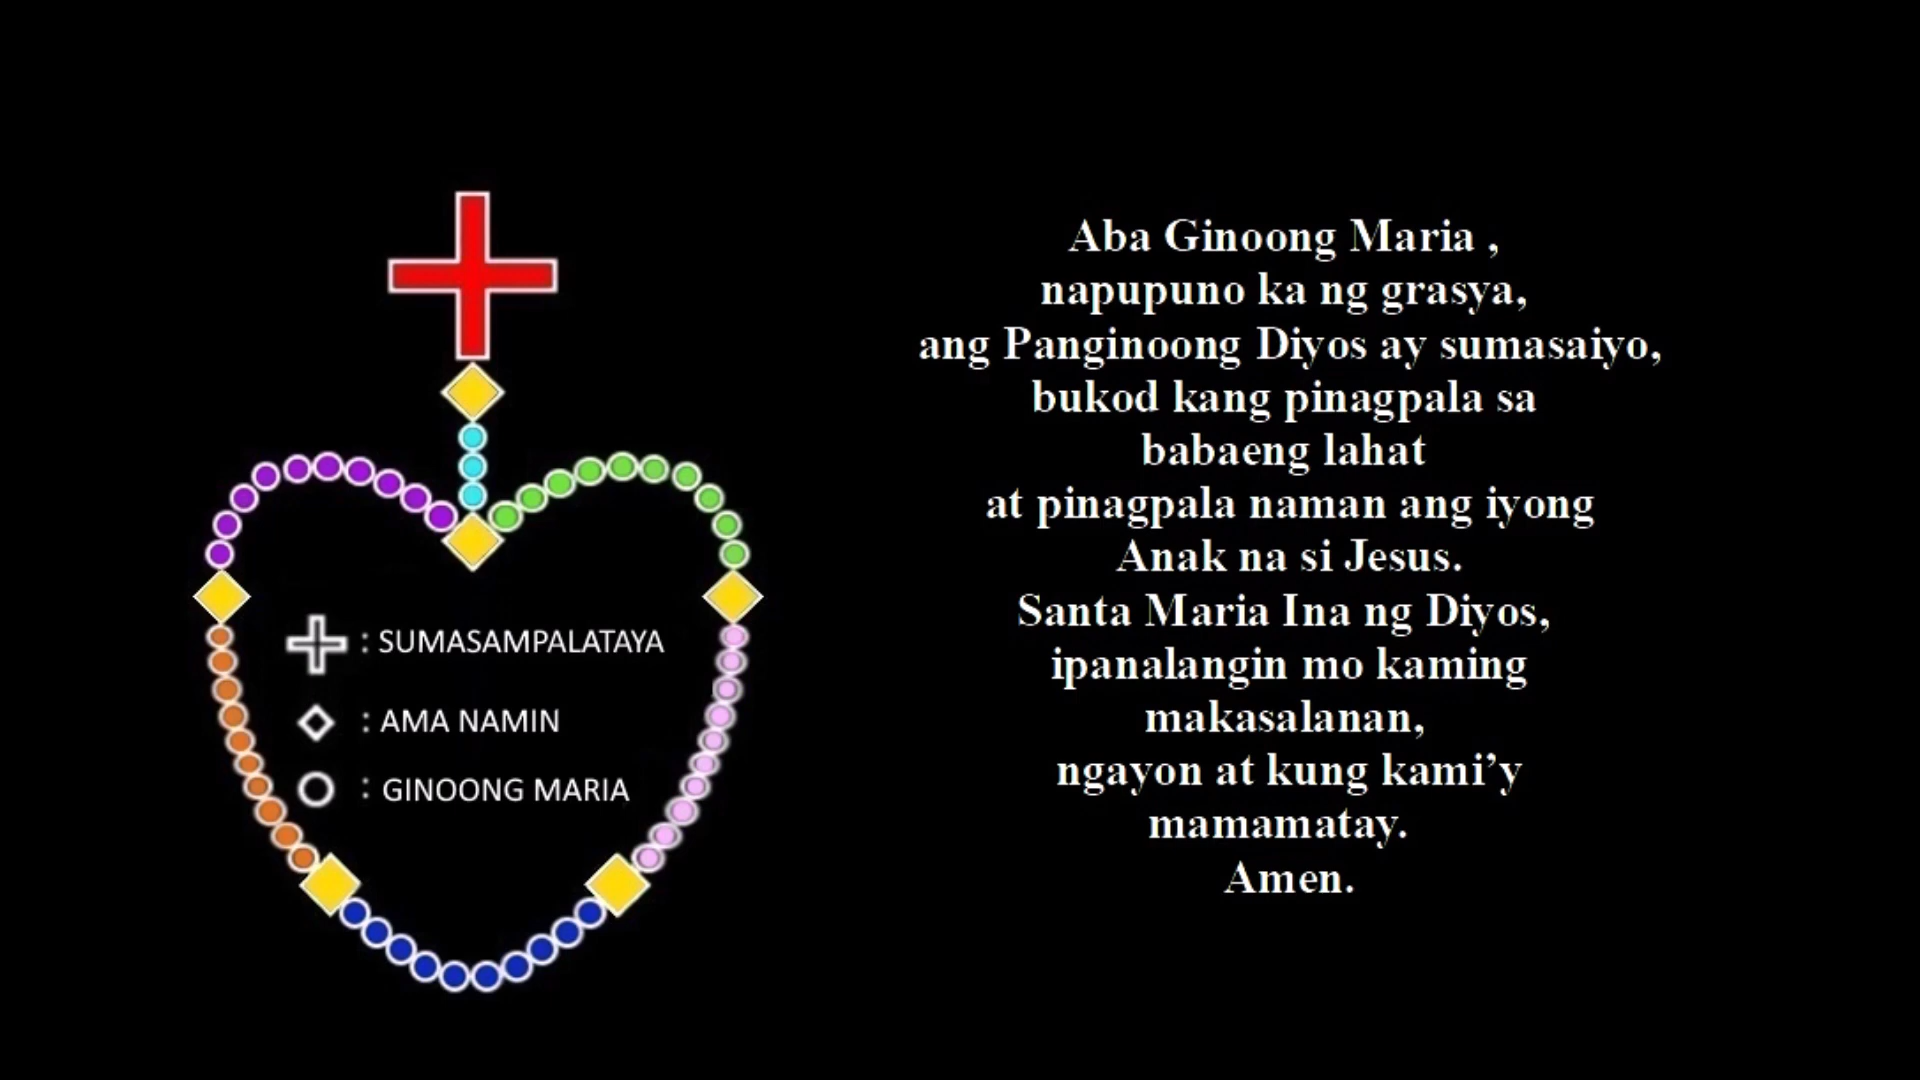 : SUMASAMPALATAYA
: AMA NAMIN
: GINOONG MARIA
Aba Ginoong Maria ,
napupuno ka ng grasya,
ang Panginoong Diyos ay sumasaiyo,
bukod kang pinagpala sa
babaeng lahat
at pinagpala naman ang iyong
Anak na si Jesus.
Santa Maria Ina ng Diyos,
ipanalangin mo kaming
makasalanan,
ngayon at kung kami’y
mamamatay.
Amen.